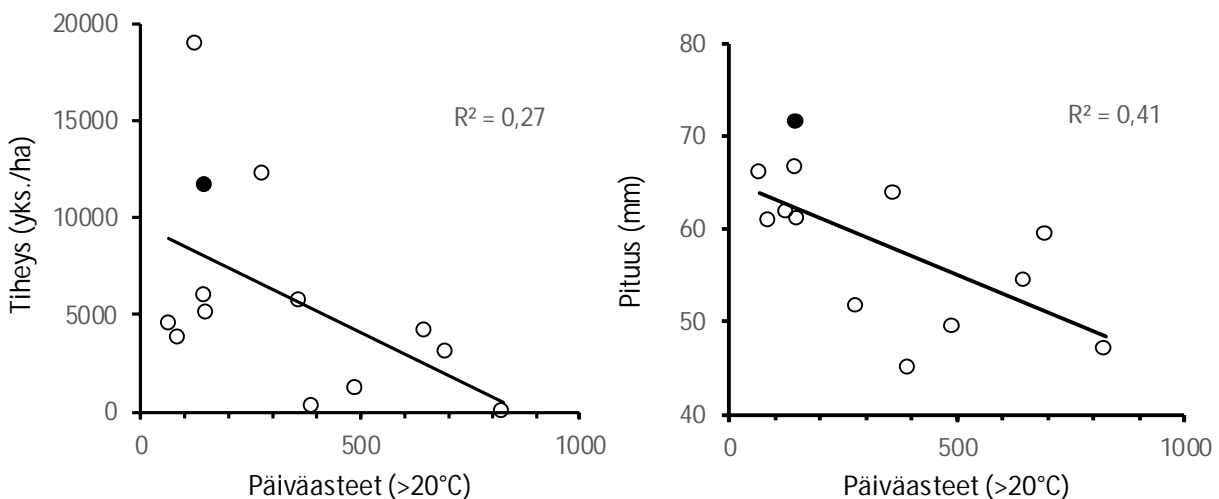 20000
15000
10000
5000
0
Tiheys (yks./ha)
R² = 0,27
0 500 1000
Päiväasteet (>20°C)
80
70
60
50
40
Pituus (mm)
R² = 0,41
0 500 1000
Päiväasteet (>20°C)